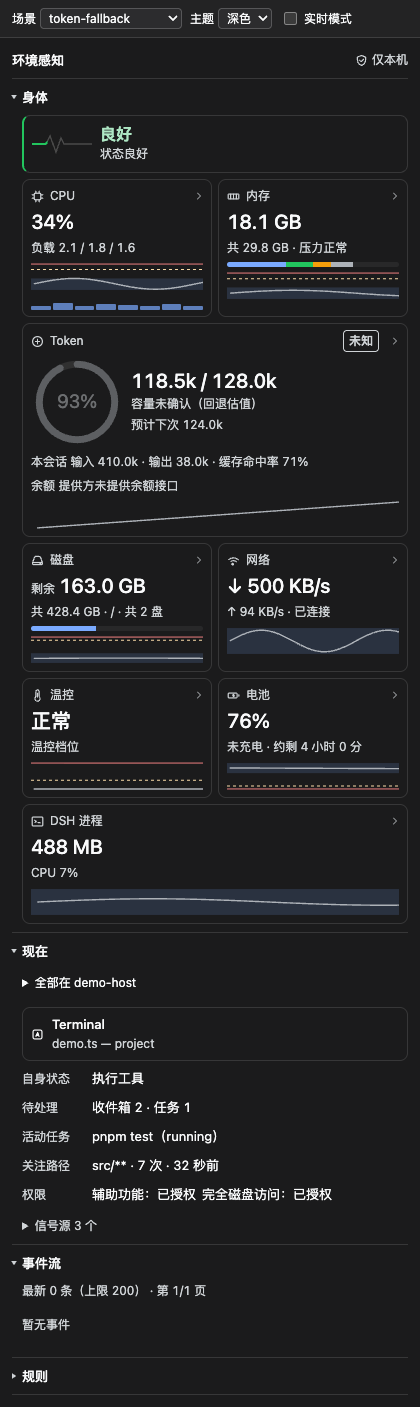 场景 token-fallback 主题 深色 实时模式
环境感知 仅本机
身体
良好
状态良好
CPU
34%
负载 2.1 / 1.8 / 1.6
内存
18.1 GB
共 29.8 GB · 压力正常
Token 未知
93%
118.5k / 128.0k
容量未确认（回退估值）
预计下次 124.0k
本会话 输入 410.0k · 输出 38.0k · 缓存命中率 71%
余额 提供方未提供余额接口
磁盘
剩余 163.0 GB
共 428.4 GB · / · 共 2 盘
网络
↓ 500 KB/s
↑ 94 KB/s · 已连接
温控
正常
温控档位
电池
76%
未充电 · 约剩 4 小时 0 分
DSH 进程
488 MB
CPU 7%
现在
全部在 demo-host
Terminal
demo.ts — project
自身状态 执行工具
待处理 收件箱 2 · 任务 1
活动任务 pnpm test（running）
关注路径 src/** · 7 次 · 32 秒前
权限 辅助功能：已授权 完全磁盘访问：已授权
信号源 3 个
事件流
最新 0 条（上限 200） · 第 1/1 页
暂无事件
规则